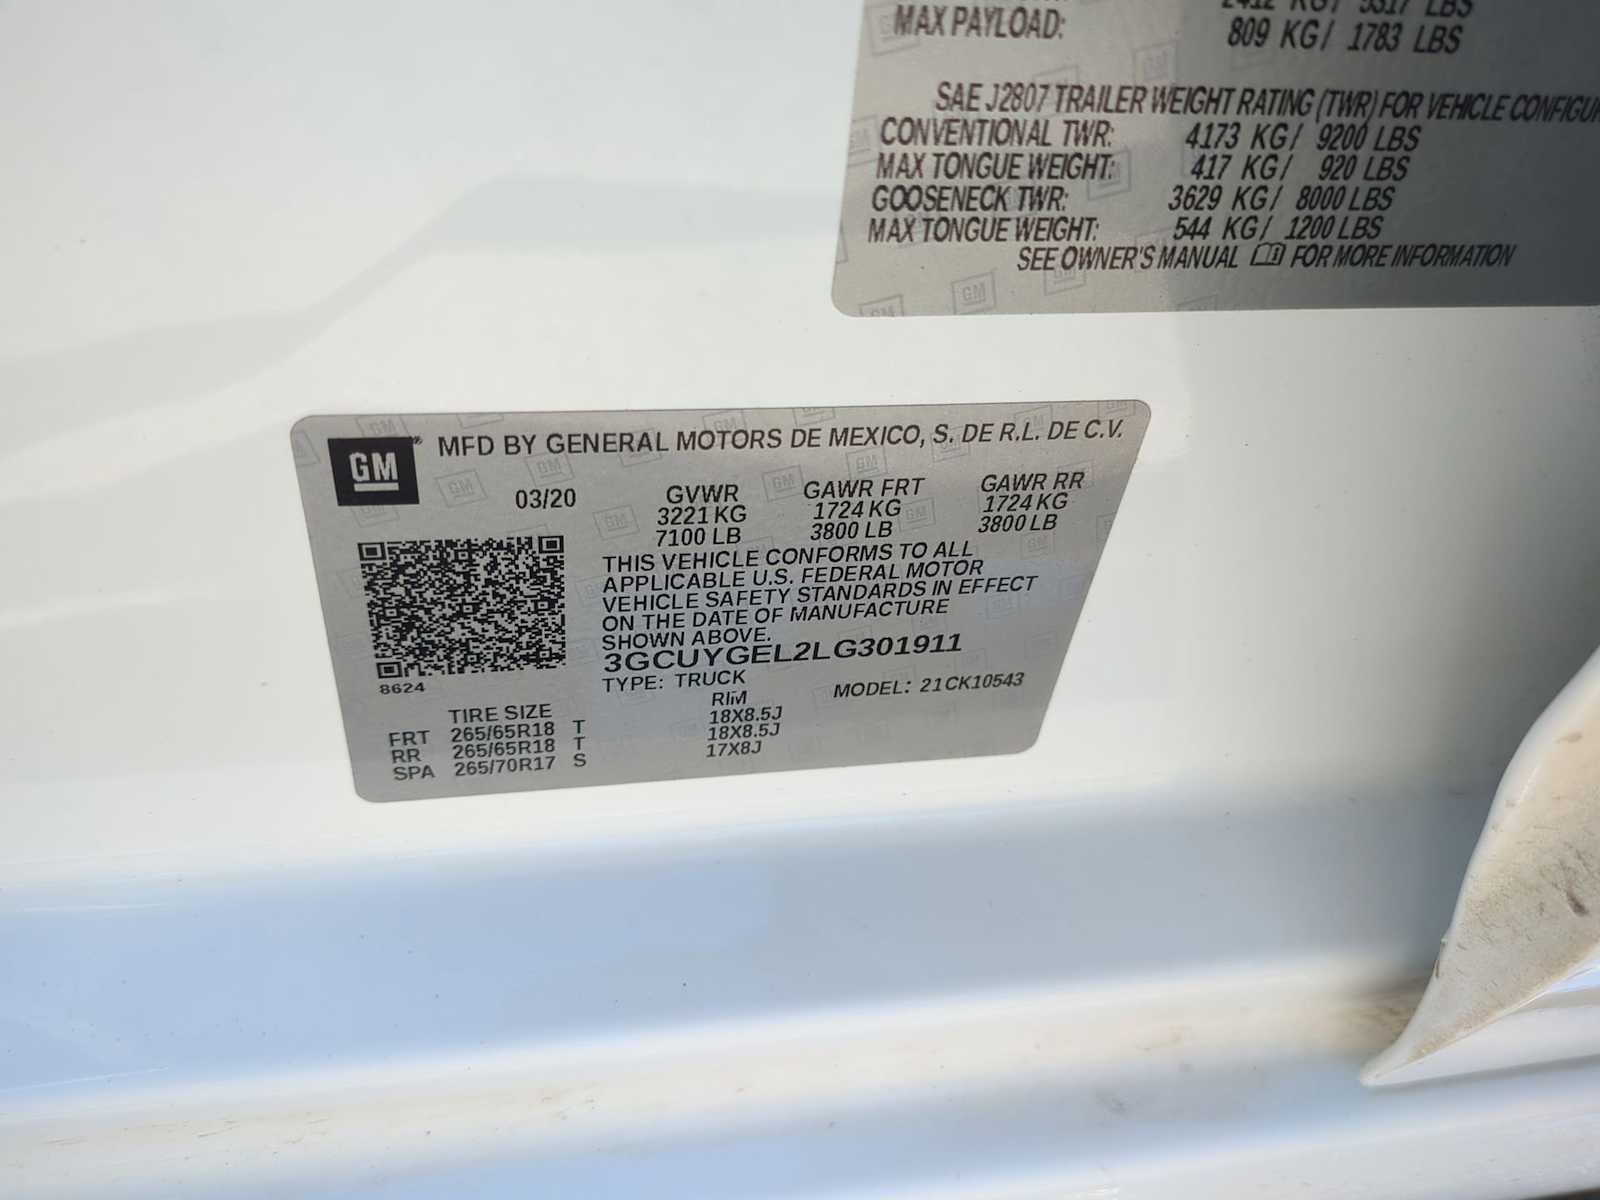 2412 KG/ 5317 LBS
MAX PAYLOAD: 809 KG/ 1783 LBS
SAE J2807 TRAILER WEIGHT RATING (TWR) FOR VEHICLE CONFIGUR
CONVENTIONAL TWR: 4173 KG/ 9200 LBS
MAX TONGUE WEIGHT: 417 KG/ 920 LBS
GOOSENECK TWR: 3629 KG/ 8000 LBS
MAX TONGUE WEIGHT: 544 KG/ 1200 LBS
SEE OWNER'S MANUAL FOR MORE INFORMATION
GM® MFD BY GENERAL MOTORS DE MEXICO, S. DE R.L. DE C.V.
03/20 GVWR GAWR FRT GAWR RR
3221 KG 1724 KG 1724 KG
7100 LB 3800 LB 3800 LB
THIS VEHICLE CONFORMS TO ALL
APPLICABLE U.S. FEDERAL MOTOR
VEHICLE SAFETY STANDARDS IN EFFECT
ON THE DATE OF MANUFACTURE
SHOWN ABOVE.
3GCUYGEL2LG301911
8624
TYPE: TRUCK MODEL: 21CK10543
TIRE SIZE RIM
FRT 265/65R18 T 18X8.5J
RR 265/65R18 T 18X8.5J
SPA 265/70R17 S 17X8J